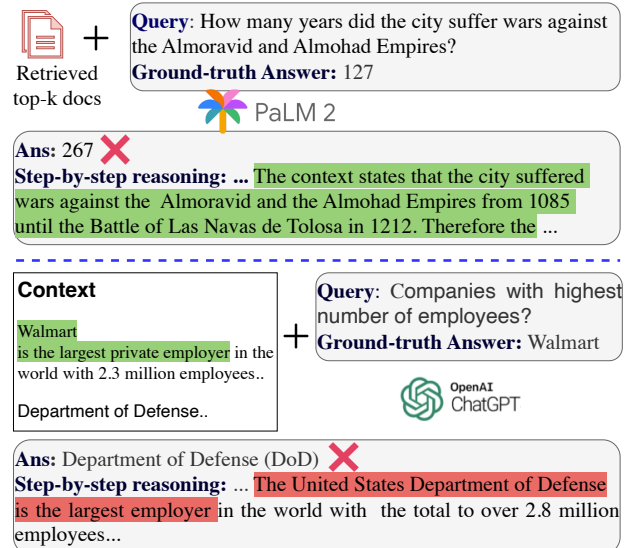 Retrieved
top-k docs
+
Query: How many years did the city suffer wars against
the Almoravid and Almohad Empires?
Ground-truth Answer: 127
PaLM 2
Ans: 267
Step-by-step reasoning: ... The context states that the city suffered
wars against the Almoravid and the Almohad Empires from 1085
until the Battle of Las Navas de Tolosa in 1212. Therefore the ...
Context
Walmart
is the largest private employer in the
world with 2.3 million employees..
Department of Defense..
+
Query: Companies with highest
number of employees?
Ground-truth Answer: Walmart
OpenAI
ChatGPT
Ans: Department of Defense (DoD)
Step-by-step reasoning: ... The United States Department of Defense
is the largest employer in the world with the total to over 2.8 million
employees...